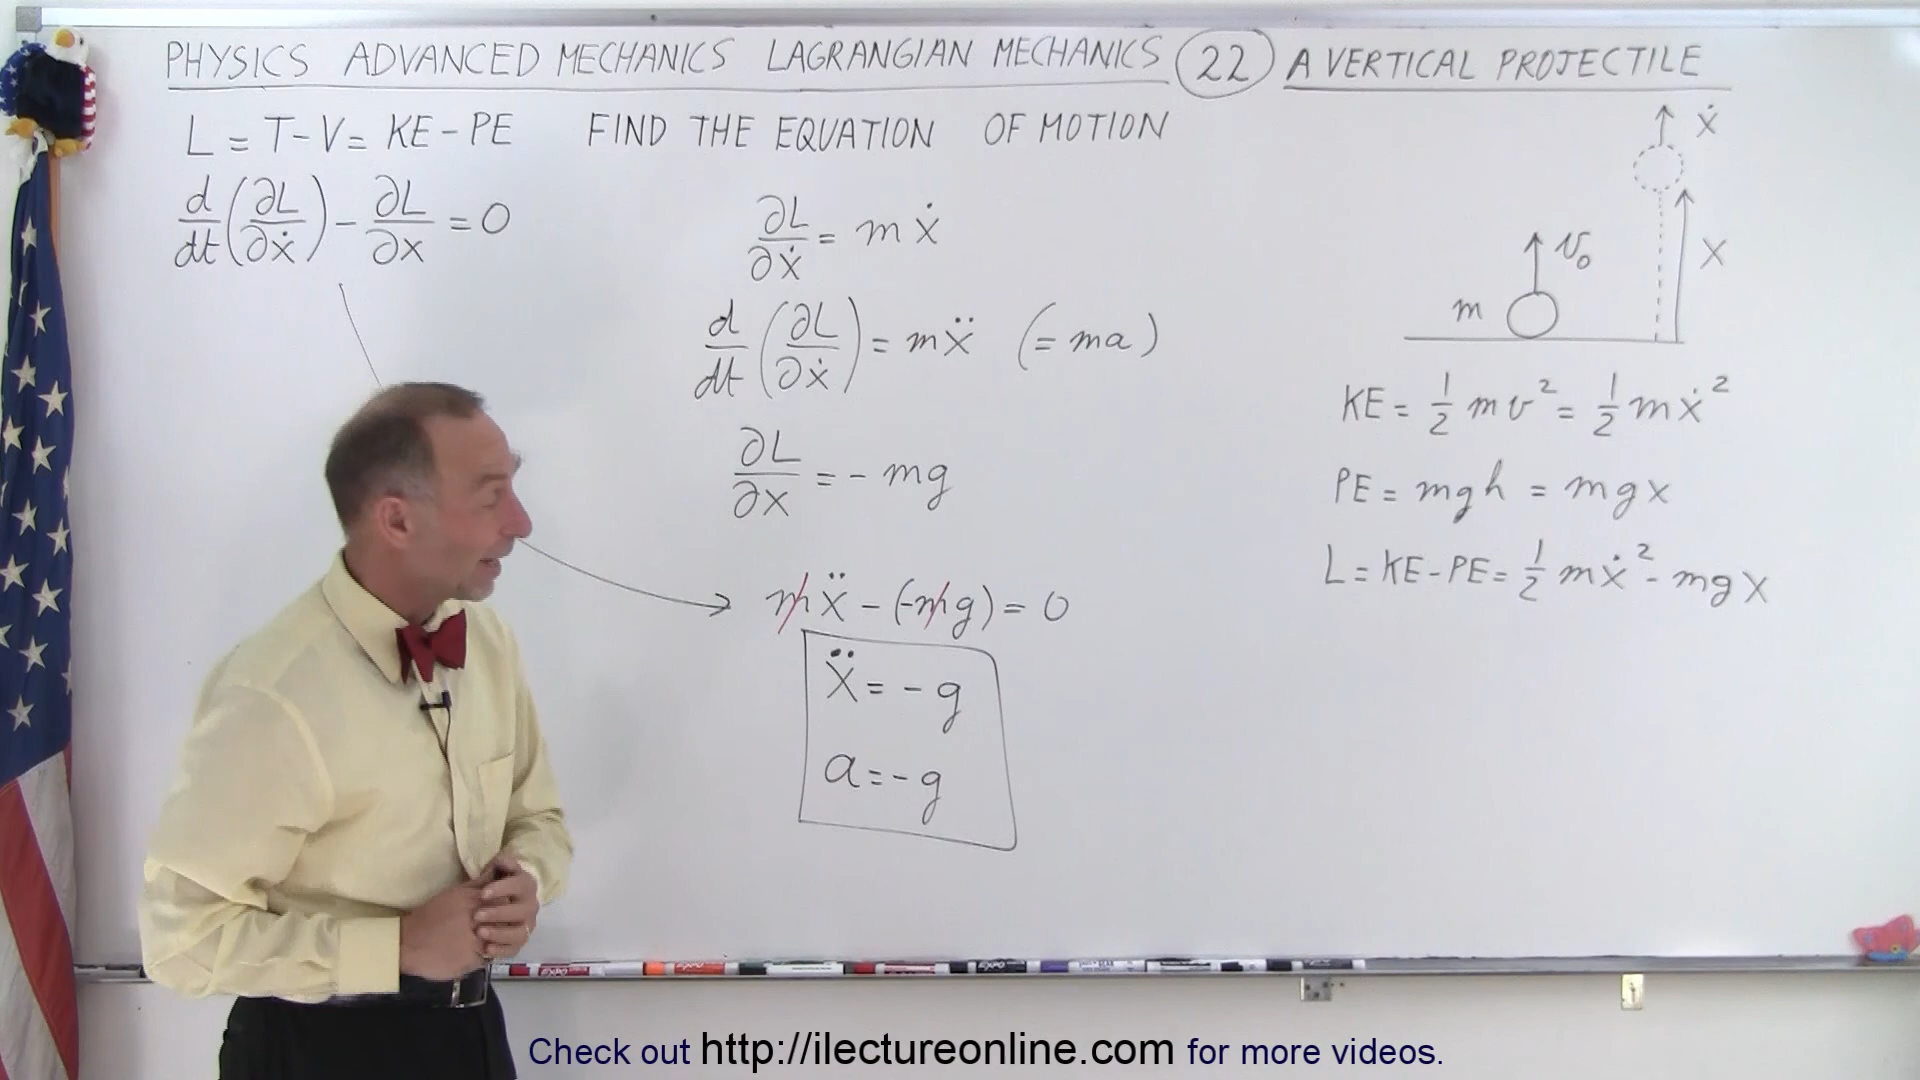 PHYSICS ADVANCED MECHANICS LAGRANGIAN MECHANICS 22 A VERTICAL PROJECTILE
L = T - V = KE - PE FIND THE EQUATION OF MOTION
d/dt (∂L/∂ẋ) - ∂L/∂x = 0
∂L/∂ẋ = m ẋ
d/dt (∂L/∂ẋ) = mẍ (= ma)
∂L/∂x = - mg
mẍ - (-mg) = 0
ẍ = - g
a = - g
ẋ
v₀
x
m
KE = 1/2 mv² = 1/2 mẋ²
PE = mgh = mgx
L = KE - PE = 1/2 mẋ² - mgx
Check out http://ilectureonline.com for more videos.